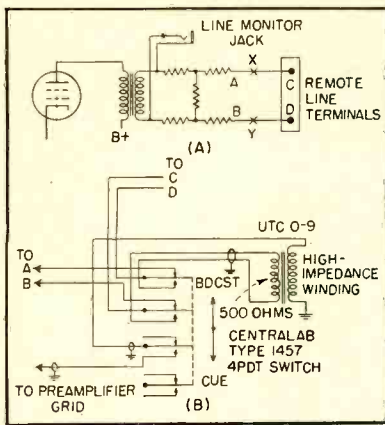 LINE MONITOR
JACK
X
A
C
REMOTE
LINE
TERMINALS
D
B
Y
B+
(A)
TO
C
D
UTC O-9
TO
A
B
BDCST
HIGH-
IMPEDANCE
WINDING
500 OHMS
CENTRALAB
TYPE 1457
4PDT SWITCH
CUE
TO PREAMPLIFIER
GRID
(B)